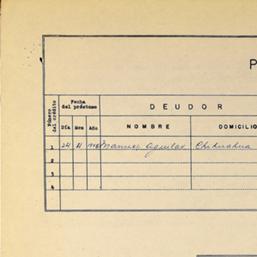 P
Número del crédito
Fecha del préstamo
DEUDOR
Día Mes Año NOMBRE DOMICILIO
1 24 11 Manuel Aguilar Chihuahua
2
3
4